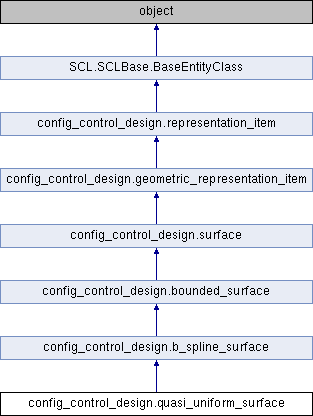 object
SCL.SCLBase.BaseEntityClass
config_control_design.representation_item
config_control_design.geometric_representation_item
config_control_design.surface
config_control_design.bounded_surface
config_control_design.b_spline_surface
config_control_design.quasi_uniform_surface